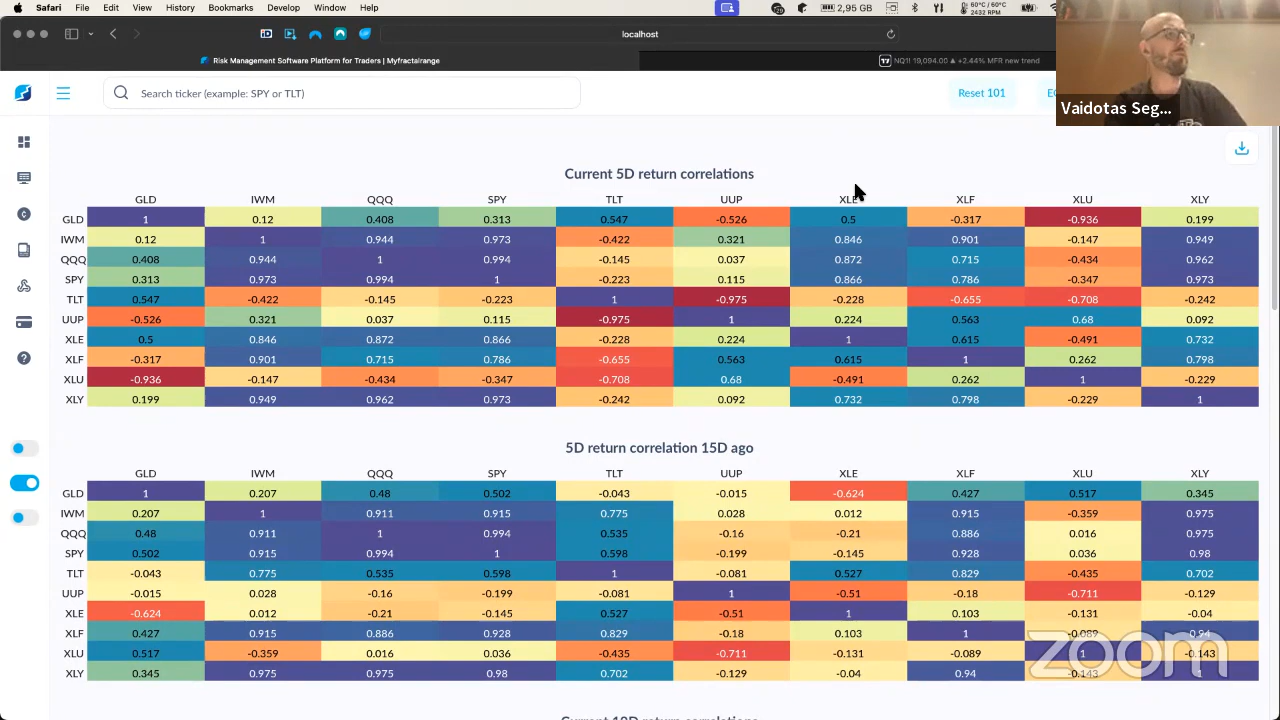 Safari File Edit View History Bookmarks Develop Window Help 2,95 GB 60°C / 60°C 2432 RPM
localhost
Risk Management Software Platform for Traders | Myfractalrange
NQ1! 19,094.00 ▲ +2.44% MFR new trend
Search ticker (example: SPY or TLT)
Reset 101
Vaidotas Seg...
Current 5D return correlations
GLD IWM QQQ SPY TLT UUP XLE XLF XLU XLY
GLD 1 0.12 0.408 0.313 0.547 -0.526 0.5 -0.317 -0.936 0.199
IWM 0.12 1 0.944 0.973 -0.422 0.321 0.846 0.901 -0.147 0.949
QQQ 0.408 0.944 1 0.994 -0.145 0.037 0.872 0.715 -0.434 0.962
SPY 0.313 0.973 0.994 1 -0.223 0.115 0.866 0.786 -0.347 0.973
TLT 0.547 -0.422 -0.145 -0.223 1 -0.975 -0.228 -0.655 -0.708 -0.242
UUP -0.526 0.321 0.037 0.115 -0.975 1 0.224 0.563 0.68 0.092
XLE 0.5 0.846 0.872 0.866 -0.228 0.224 1 0.615 -0.491 0.732
XLF -0.317 0.901 0.715 0.786 -0.655 0.563 0.615 1 0.262 0.798
XLU -0.936 -0.147 -0.434 -0.347 -0.708 0.68 -0.491 0.262 1 -0.229
XLY 0.199 0.949 0.962 0.973 -0.242 0.092 0.732 0.798 -0.229 1
5D return correlation 15D ago
GLD IWM QQQ SPY TLT UUP XLE XLF XLU XLY
GLD 1 0.207 0.48 0.502 -0.043 -0.015 -0.624 0.427 0.517 0.345
IWM 0.207 1 0.911 0.915 0.775 0.028 0.012 0.915 -0.359 0.975
QQQ 0.48 0.911 1 0.994 0.535 -0.16 -0.21 0.886 0.016 0.975
SPY 0.502 0.915 0.994 1 0.598 -0.199 -0.145 0.928 0.036 0.98
TLT -0.043 0.775 0.535 0.598 1 -0.081 0.527 0.829 -0.435 0.702
UUP -0.015 0.028 -0.16 -0.199 -0.081 1 -0.51 -0.18 -0.711 -0.129
XLE -0.624 0.012 -0.21 -0.145 0.527 -0.51 1 0.103 -0.131 -0.04
XLF 0.427 0.915 0.886 0.928 0.829 -0.18 0.103 1 -0.089 0.94
XLU 0.517 -0.359 0.016 0.036 -0.435 -0.711 -0.131 -0.089 1 -0.143
XLY 0.345 0.975 0.975 0.98 0.702 -0.129 -0.04 0.94 -0.143 1
zoom
Current 10D return correlations